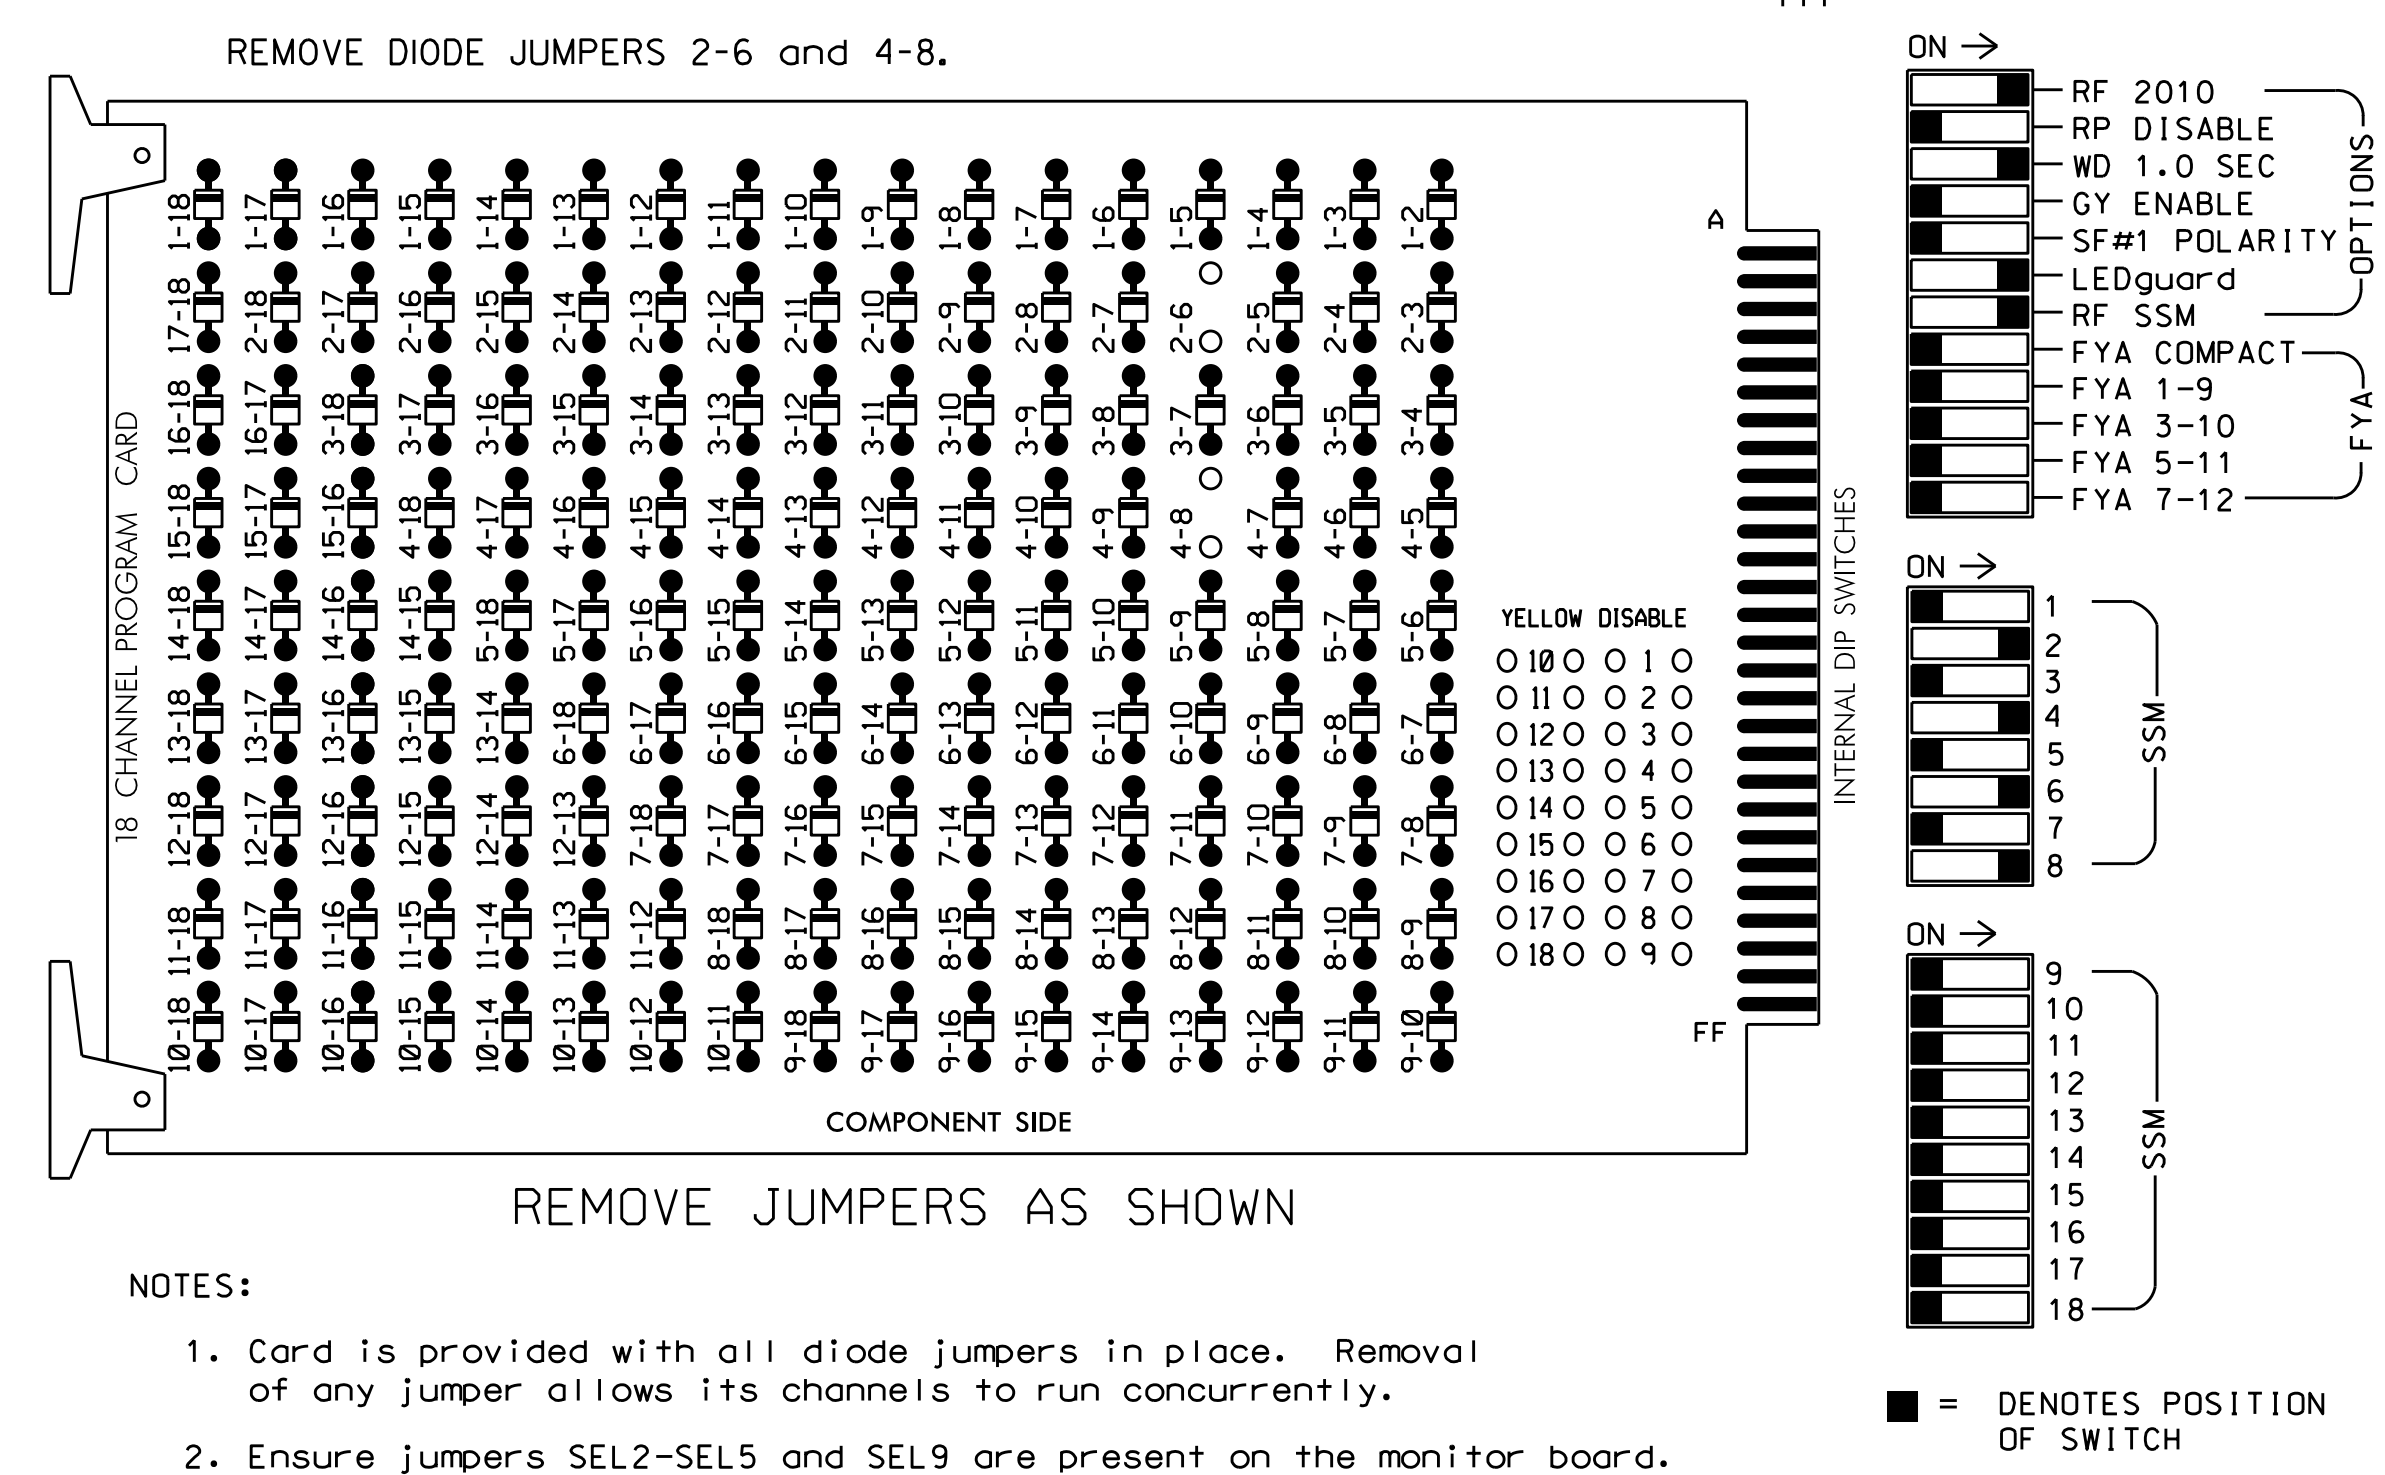 REMOVE DIODE JUMPERS 2-6 and 4-8.
1-18 1-17 1-16 1-15 1-14 1-13 1-12 1-11 1-10 1-9 1-8 1-7 1-6 1-5 1-4 1-3 1-2
17-18 2-18 2-17 2-16 2-15 2-14 2-13 2-12 2-11 2-10 2-9 2-8 2-7 2-6 2-5 2-4 2-3
16-18 16-17 3-18 3-17 3-16 3-15 3-14 3-13 3-12 3-11 3-10 3-9 3-8 3-7 3-6 3-5 3-4
15-18 15-17 15-16 4-18 4-17 4-16 4-15 4-14 4-13 4-12 4-11 4-10 4-9 4-8 4-7 4-6 4-5
14-18 14-17 14-16 14-15 5-18 5-17 5-16 5-15 5-14 5-13 5-12 5-11 5-10 5-9 5-8 5-7 5-6
13-18 13-17 13-16 13-15 13-14 6-18 6-17 6-16 6-15 6-14 6-13 6-12 6-11 6-10 6-9 6-8 6-7
12-18 12-17 12-16 12-15 12-14 12-13 7-18 7-17 7-16 7-15 7-14 7-13 7-12 7-11 7-10 7-9 7-8
11-18 11-17 11-16 11-15 11-14 11-13 11-12 8-18 8-17 8-16 8-15 8-14 8-13 8-12 8-11 8-10 8-9
10-18 10-17 10-16 10-15 10-14 10-13 10-12 10-11 9-18 9-17 9-16 9-15 9-14 9-13 9-12 9-11 9-10
18 CHANNEL PROGRAM CARD
A
YELLOW DISABLE
10 1
11 2
12 3
13 4
14 5
15 6
16 7
17 8
18 9
FF
COMPONENT SIDE
INTERNAL DIP SWITCHES
REMOVE JUMPERS AS SHOWN
ON
RF 2010
RP DISABLE
WD 1.0 SEC
GY ENABLE
SF#1 POLARITY
LEDguard
RF SSM
OPTIONS
FYA COMPACT
FYA 1-9
FYA 3-10
FYA 5-11
FYA 7-12
FYA
ON
1
2
3
4
5
6
7
8
SSM
ON
9
10
11
12
13
14
15
16
17
18
SSM
NOTES:
1. Card is provided with all diode jumpers in place. Removal
of any jumper allows its channels to run concurrently.
2. Ensure jumpers SEL2-SEL5 and SEL9 are present on the monitor board.
= DENOTES POSITION
OF SWITCH